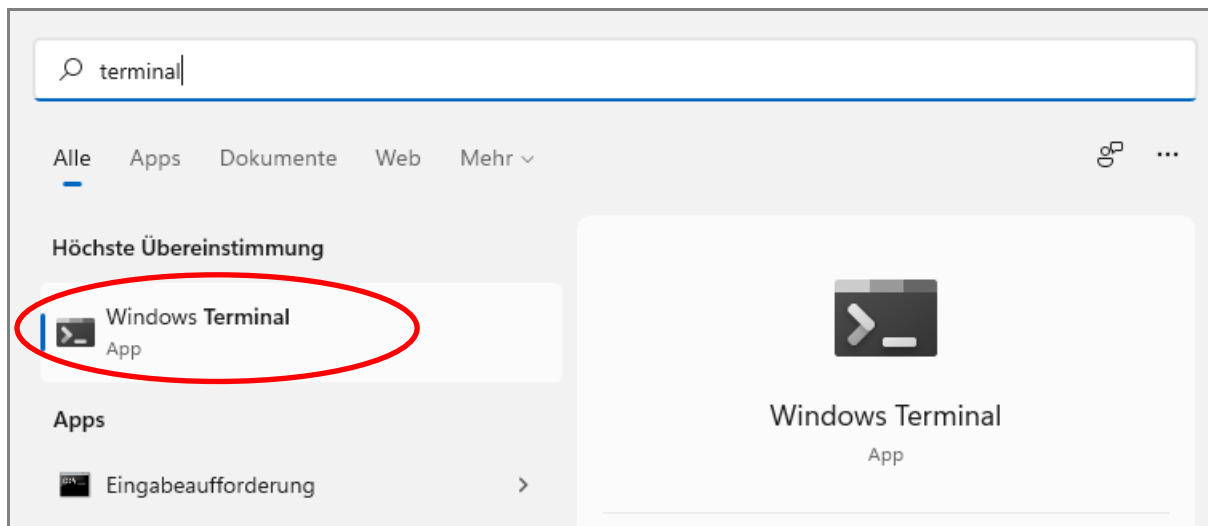 terminal
Alle Apps Dokumente Web Mehr
Höchste Übereinstimmung
Windows Terminal
App
Apps
Eingabeaufforderung
Windows Terminal
App